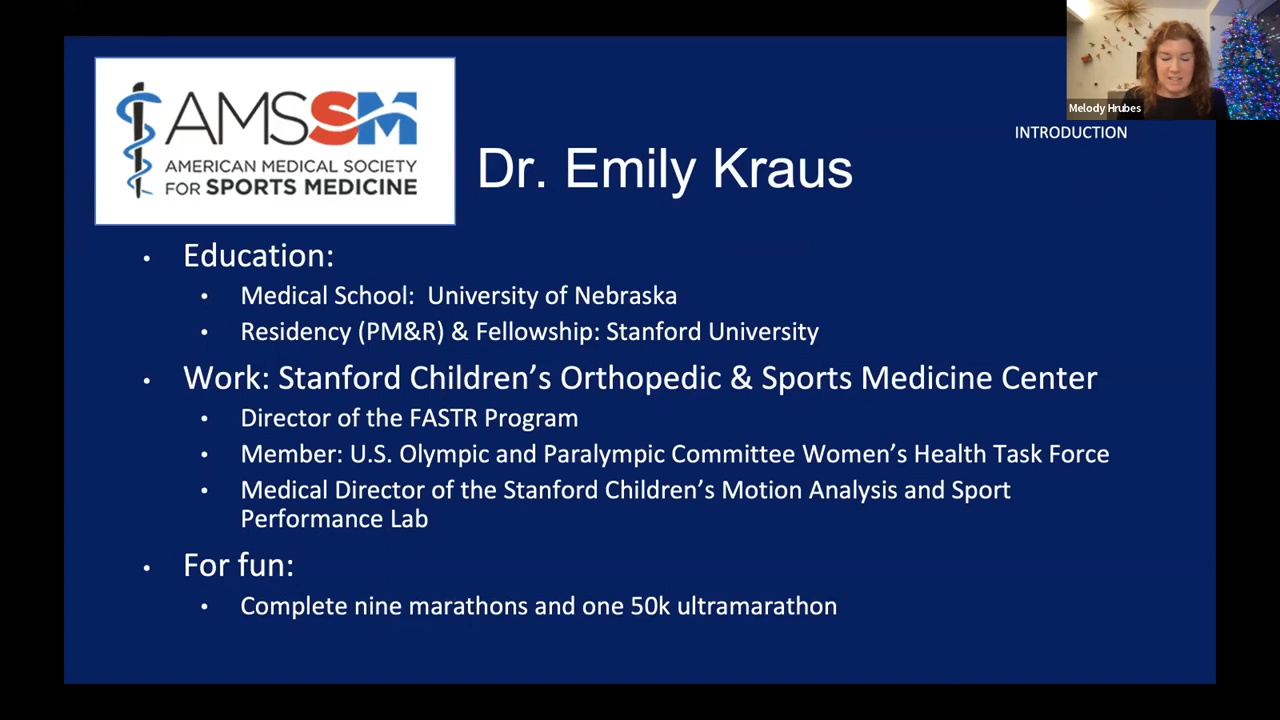 Melody Hrubes
INTRODUCTION
AMSSM
AMERICAN MEDICAL SOCIETY
FOR SPORTS MEDICINE
Dr. Emily Kraus
• Education:
• Medical School:  University of Nebraska
• Residency (PM&R) & Fellowship: Stanford University
• Work: Stanford Children’s Orthopedic & Sports Medicine Center
• Director of the FASTR Program
• Member: U.S. Olympic and Paralympic Committee Women’s Health Task Force
• Medical Director of the Stanford Children’s Motion Analysis and Sport
Performance Lab
• For fun:
• Complete nine marathons and one 50k ultramarathon